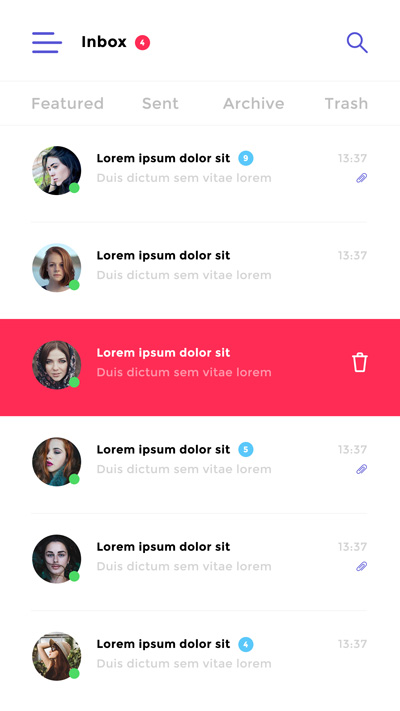 Inbox 4
Featured Sent Archive Trash
Lorem ipsum dolor sit 9 13:37
Duis dictum sem vitae lorem
Lorem ipsum dolor sit 13:37
Duis dictum sem vitae lorem
Lorem ipsum dolor sit
Duis dictum sem vitae lorem
Lorem ipsum dolor sit 5 13:37
Duis dictum sem vitae lorem
Lorem ipsum dolor sit 13:37
Duis dictum sem vitae lorem
Lorem ipsum dolor sit 4 13:37
Duis dictum sem vitae lorem